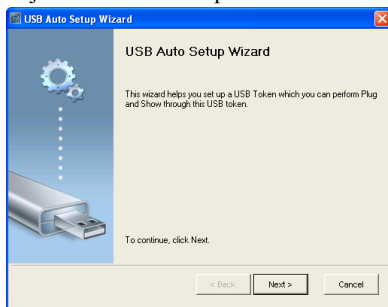 USB Auto Setup Wizard
USB Auto Setup Wizard
This wizard helps you set up a USB Token which you can perform Plug
and Show through this USB token.
To continue, click Next.
< Back
Next >
Cancel